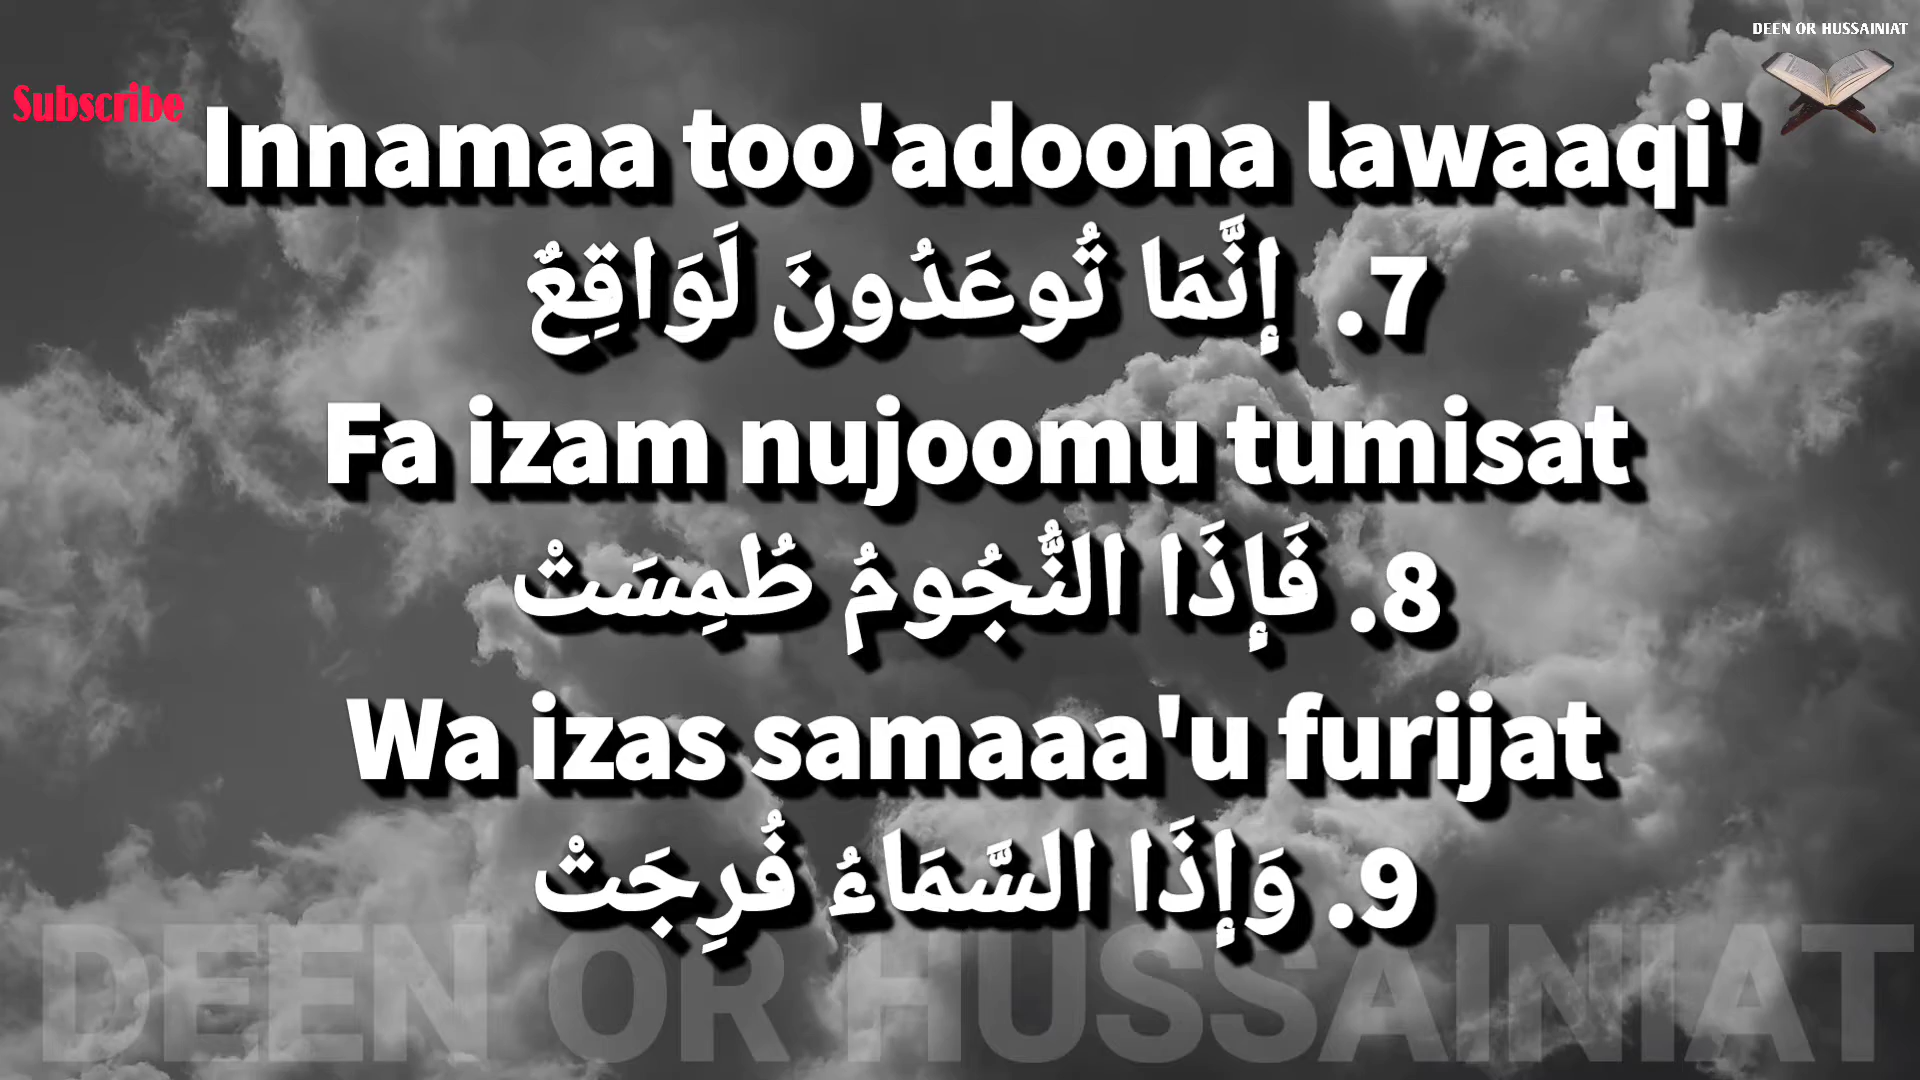 DEEN OR HUSSAINIAT
Subscribe
Innamaa too'adoona lawaaqi'
7. إِنَّمَا تُوعَدُونَ لَوَاقِعٌ
Fa izam nujoomu tumisat
8. فَإِذَا النُّجُومُ طُمِسَتْ
Wa izas samaaa'u furijat
9. وَإِذَا السَّمَاءُ فُرِجَتْ
DEEN OR HUSSAINIAT